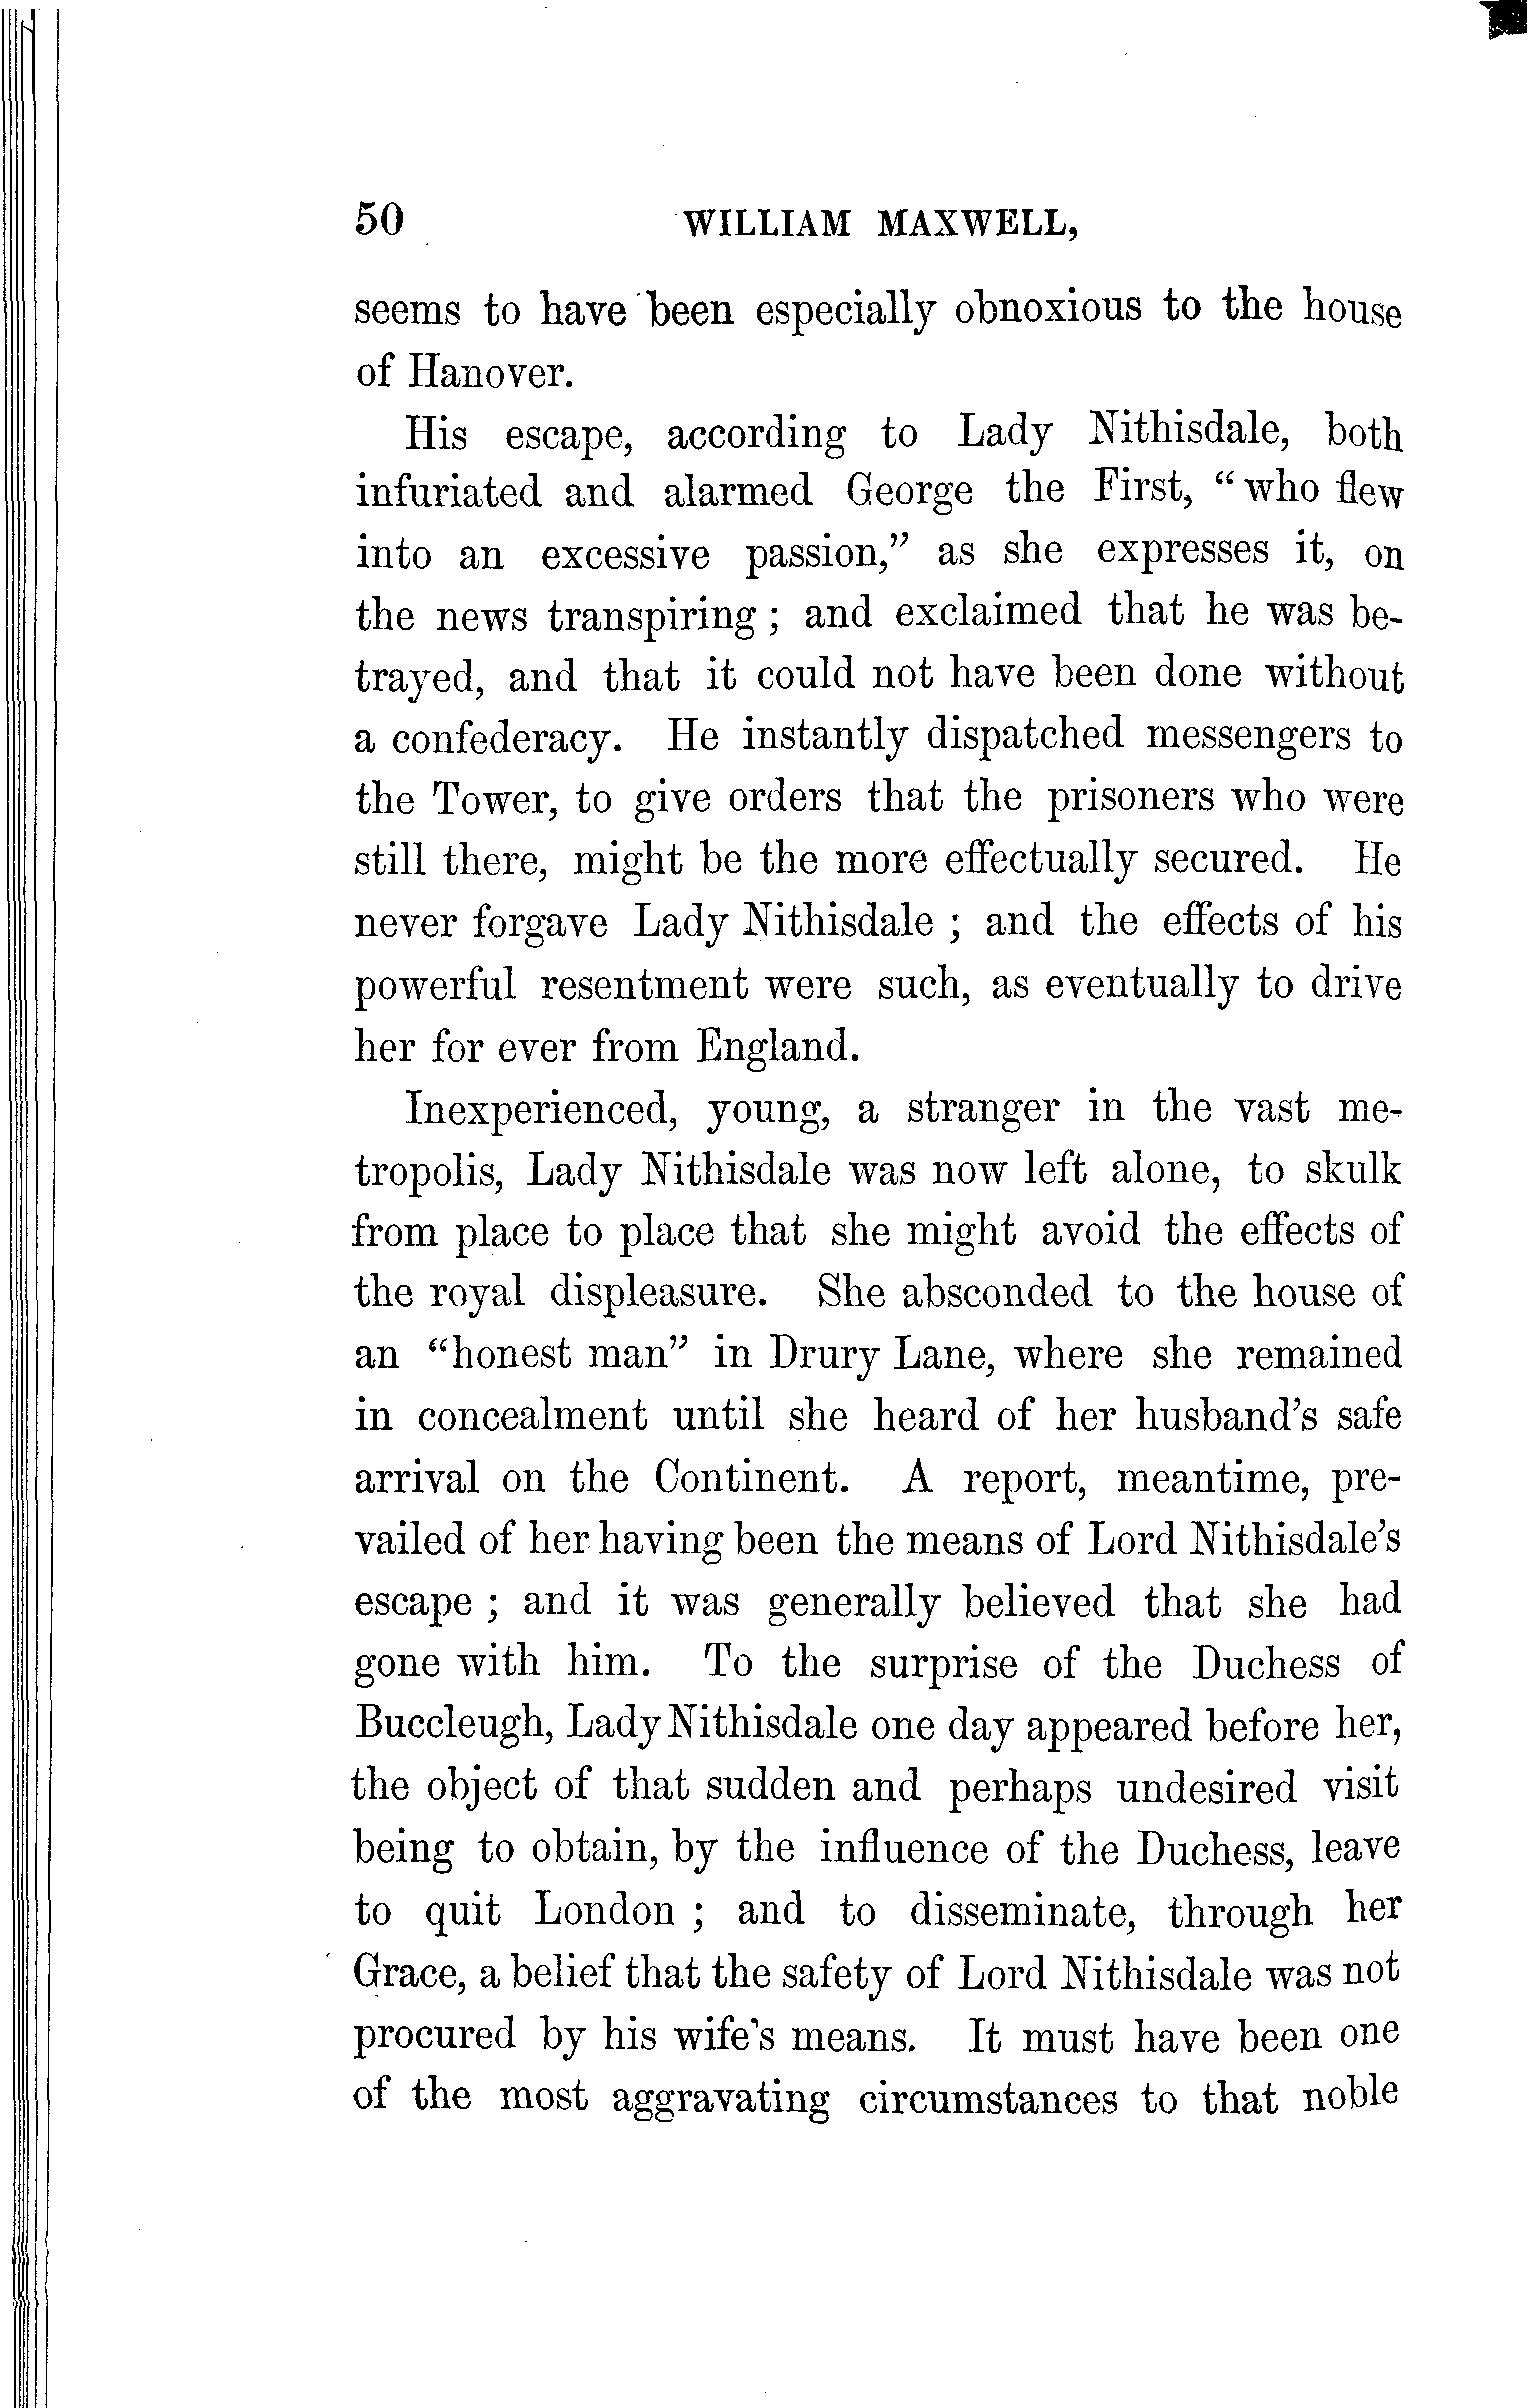 50 WILLIAM MAXWELL,
seems to have been especially obnoxious to the house
of Hanover.
His escape, according to Lady Nithisdale, both
infuriated and alarmed George the First, "who flew
into an excessive passion," as she expresses it, on
the news transpiring; and exclaimed that he was be-
trayed, and that it could not have been done without
a confederacy. He instantly dispatched messengers to
the Tower, to give orders that the prisoners who were
still there, might be the more effectually secured. He
never forgave Lady Nithisdale; and the effects of his
powerful resentment were such, as eventually to drive
her for ever from England.
Inexperienced, young, a stranger in the vast me-
tropolis, Lady Nithisdale was now left alone, to skulk
from place to place that she might avoid the effects of
the royal displeasure. She absconded to the house of
an "honest man" in Drury Lane, where she remained
in concealment until she heard of her husband's safe
arrival on the Continent. A report, meantime, pre-
vailed of her having been the means of Lord Nithisdale's
escape; and it was generally believed that she had
gone with him. To the surprise of the Duchess of
Buccleugh, Lady Nithisdale one day appeared before her,
the object of that sudden and perhaps undesired visit
being to obtain, by the influence of the Duchess, leave
to quit London; and to disseminate, through her
Grace, a belief that the safety of Lord Nithisdale was not
procured by his wife's means. It must have been one
of the most aggravating circumstances to that noble